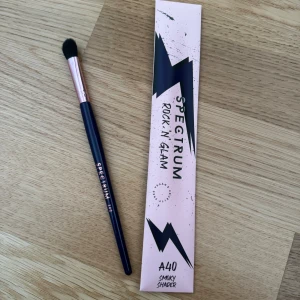 SPECTRUM
SPECTRUM
ROCK 'N' GLAM
A40
SMOKY
SHADER